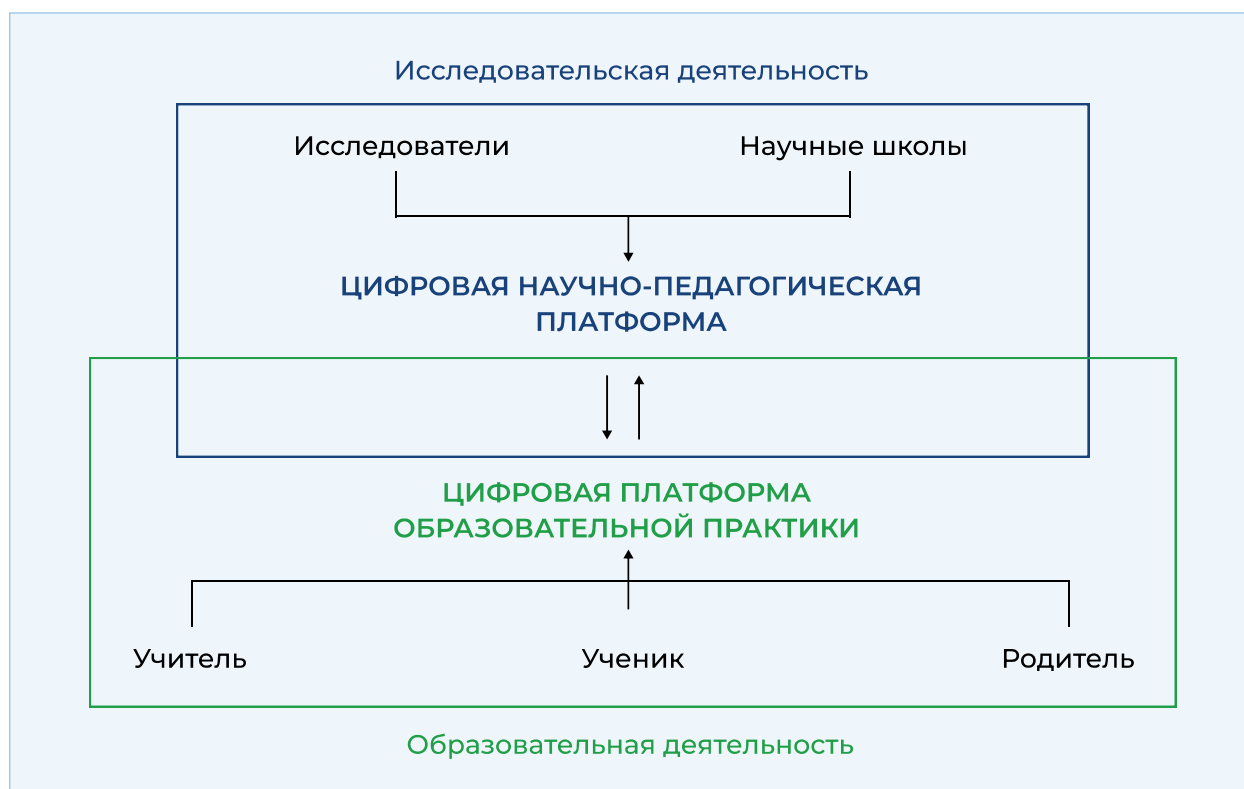 Исследовательская деятельность
Исследователи
Научные школы
ЦИФРОВАЯ НАУЧНО-ПЕДАГОГИЧЕСКАЯ
ПЛАТФОРМА
ЦИФРОВАЯ ПЛАТФОРМА
ОБРАЗОВАТЕЛЬНОЙ ПРАКТИКИ
Учитель
Ученик
Родитель
Образовательная деятельность